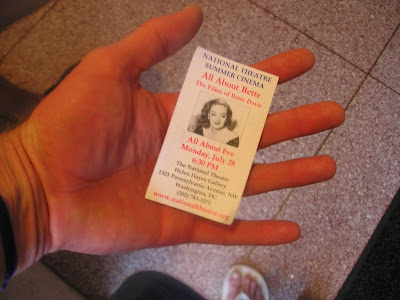 NATIONAL THEATRE
SUMMER CINEMA
All About Bette
The Films of Bette Davis
All About Eve
Monday, July 28
6:30 PM
The National Theatre
Helen Hayes Gallery
1321 Pennsylvania Avenue, NW
Washington, DC
(202) 783-3372
www.nationaltheatre.org